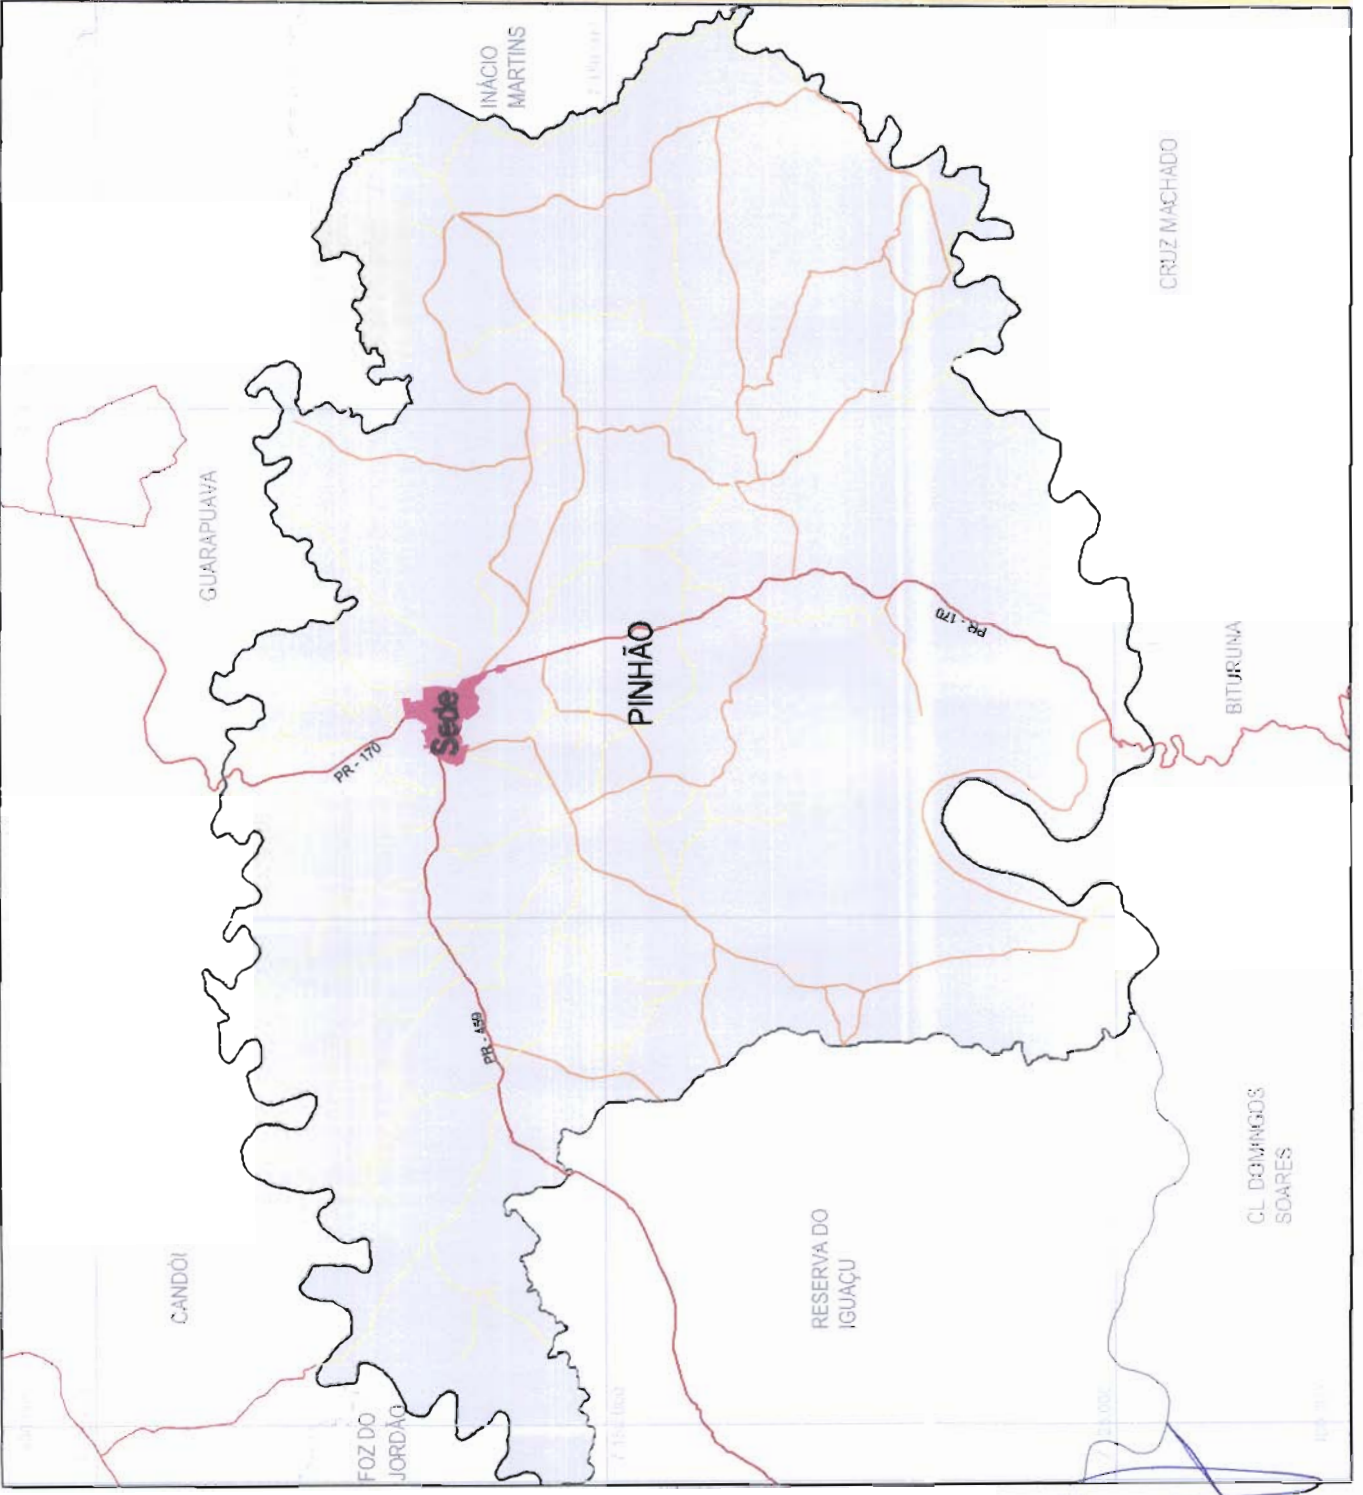 INÁCIO
MARTINS
CRUZ MACHADO
GUARAPUAVA
PR - 170
Sede
PINHÃO
PR - 170
BITURUNA
PR - 459
CANDÓI
FOZ DO
JORDÃO
RESERVA DO
IGUAÇU
CL DOMINGOS
SOARES